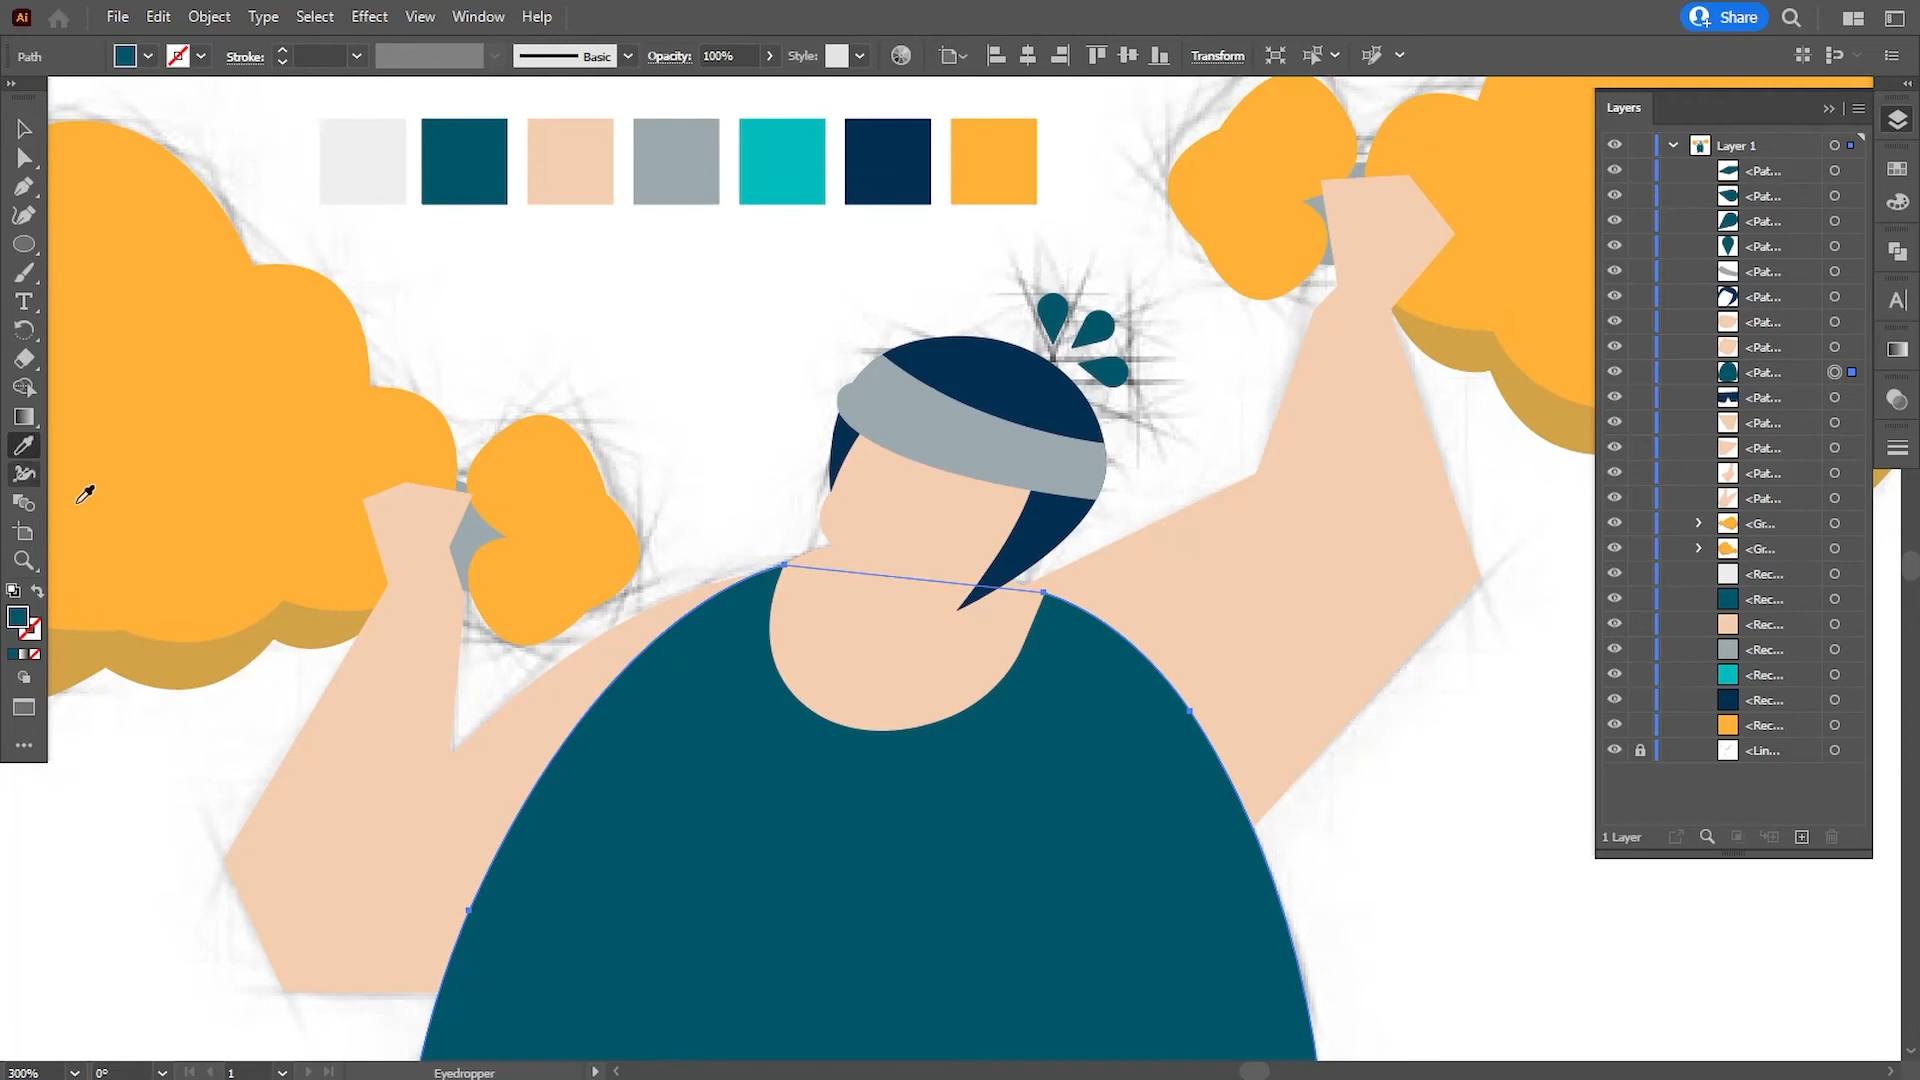 Ai File Edit Object Type Select Effect View Window Help Share
Path Stroke: Basic Opacity: 100% Style: Transform
Layers
Layer 1
<Pat...
<Pat...
<Pat...
<Pat...
<Pat...
<Pat...
<Pat...
<Pat...
<Pat...
<Pat...
<Pat...
<Pat...
<Pat...
<Pat...
<Gr...
<Gr...
<Rec...
<Rec...
<Rec...
<Rec...
<Rec...
<Rec...
<Rec...
<Lin...
1 Layer
300% 0° 1 Eyedropper